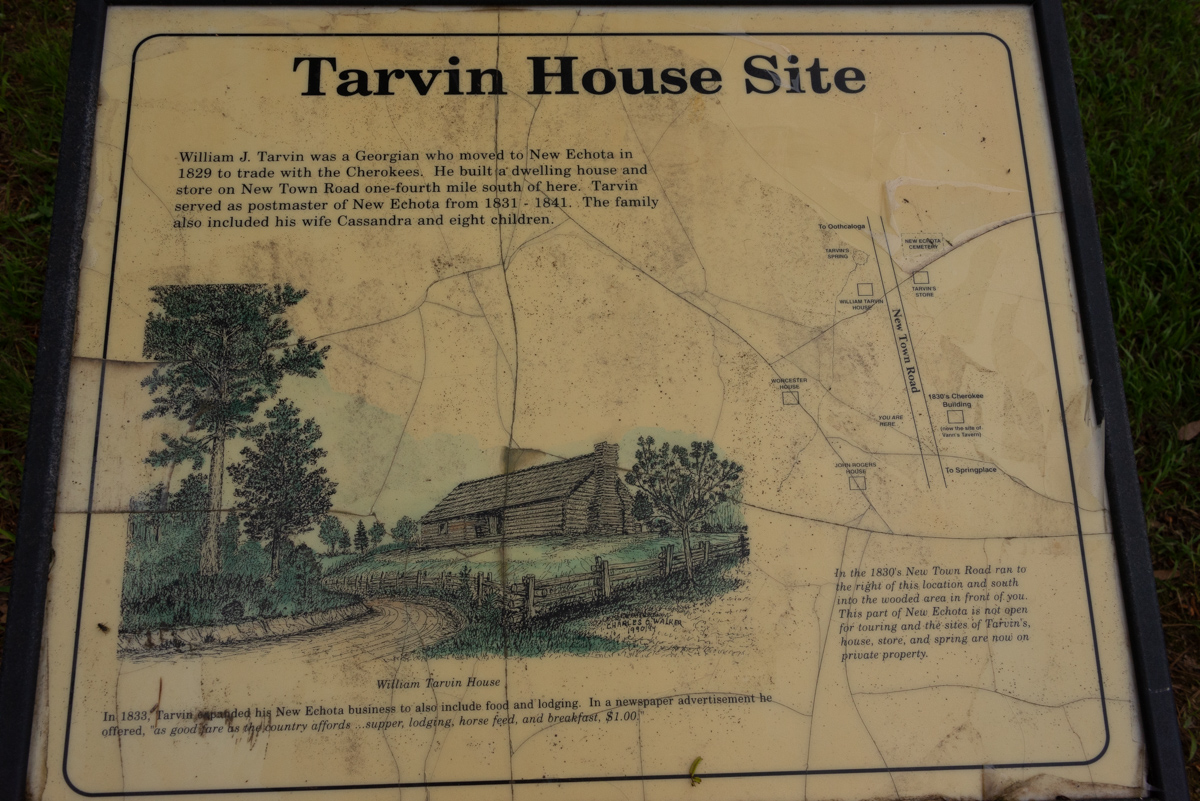 Tarvin House Site
William J. Tarvin was a Georgian who moved to New Echota in
1829 to trade with the Cherokees. He built a dwelling house and
store on New Town Road one-fourth mile south of here. Tarvin
served as postmaster of New Echota from 1831 - 1841. The family
also included his wife Cassandra and eight children.
To Oothcaloga
NEW ECHOTA
CEMETERY
TARVIN'S
SPRING
TARVIN'S
STORE
WILLIAM TARVIN
HOUSE
New Town Road
WORCESTER
HOUSE
1830's Cherokee
Building
(now the site of
Vann's Tavern)
YOU ARE
HERE
JOHN ROGERS
HOUSE
To Springplace
CHARLES O. WALKER
In the 1830's New Town Road ran to
the right of this location and south
into the wooded area in front of you.
This part of New Echota is not open
for touring and the sites of Tarvin's,
house, store, and spring are now on
private property.
William Tarvin House
In 1833, Tarvin expanded his New Echota business to also include food and lodging. In a newspaper advertisement he
offered, "as good fare as the country affords ...supper, lodging, horse feed, and breakfast, $1.00."